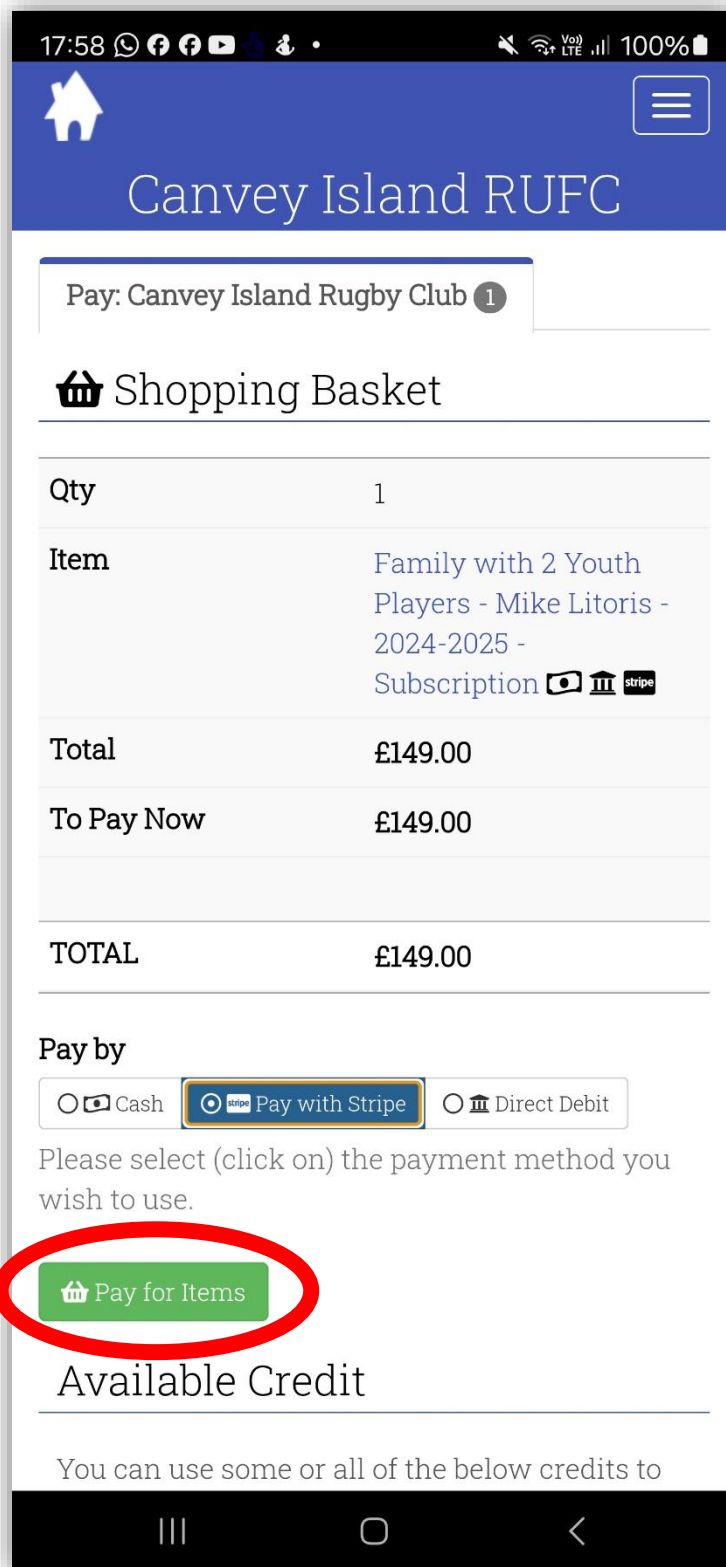 17:58 100%
Vo)) LTE
Canvey Island RUFC
Pay: Canvey Island Rugby Club 1
Shopping Basket
Qty 1
Item Family with 2 Youth
Players - Mike Litoris -
2024-2025 -
Subscription stripe
Total £149.00
To Pay Now £149.00
TOTAL £149.00
Pay by
Cash stripe Pay with Stripe Direct Debit
Please select (click on) the payment method you
wish to use.
Pay for Items
Available Credit
You can use some or all of the below credits to